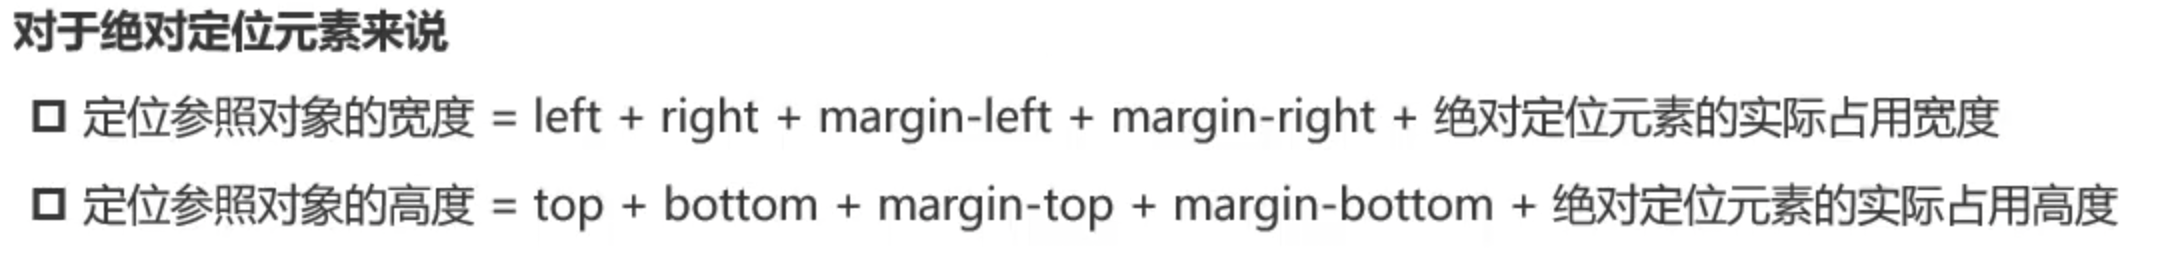 对于绝对定位元素来说
定位参照对象的宽度 = left + right + margin-left + margin-right + 绝对定位元素的实际占用宽度
定位参照对象的高度 = top + bottom + margin-top + margin-bottom + 绝对定位元素的实际占用高度